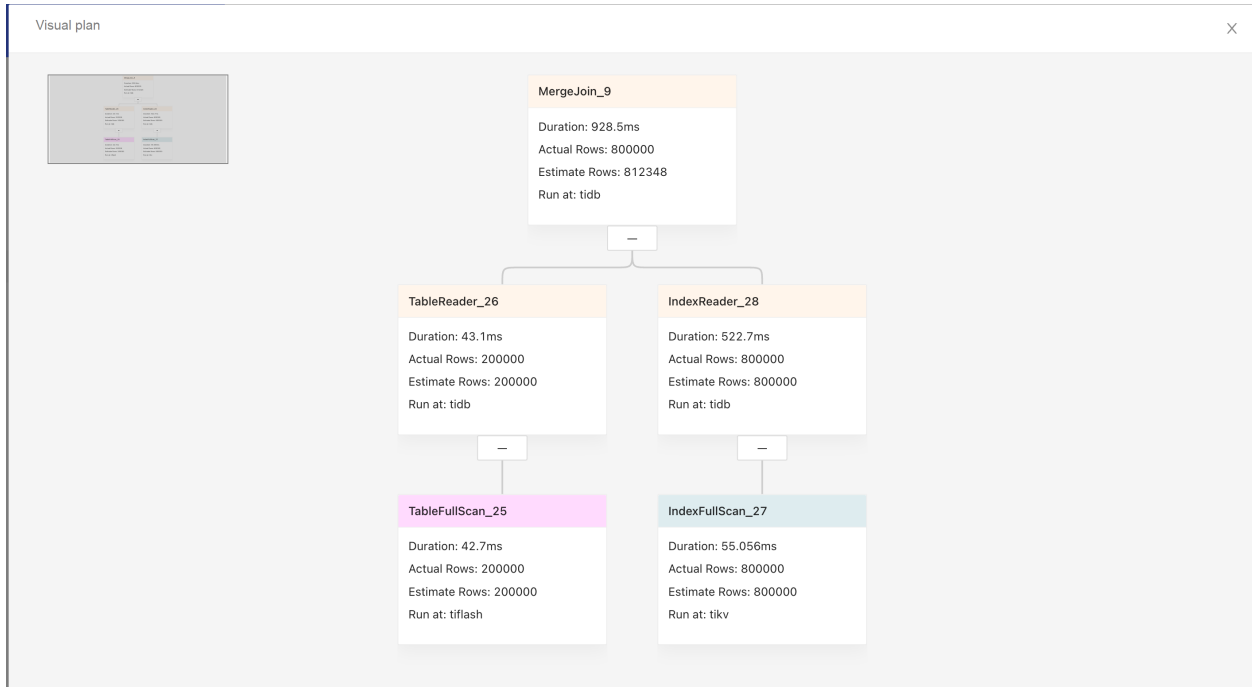 Visual plan
X
MergeJoin_9
Duration: 928.5ms
Actual Rows: 800000
Estimate Rows: 812348
Run at: tidb
—
TableReader_26
Duration: 43.1ms
Actual Rows: 200000
Estimate Rows: 200000
Run at: tidb
—
IndexReader_28
Duration: 522.7ms
Actual Rows: 800000
Estimate Rows: 800000
Run at: tidb
—
TableFullScan_25
Duration: 42.7ms
Actual Rows: 200000
Estimate Rows: 200000
Run at: tiflash
IndexFullScan_27
Duration: 55.056ms
Actual Rows: 800000
Estimate Rows: 800000
Run at: tikv